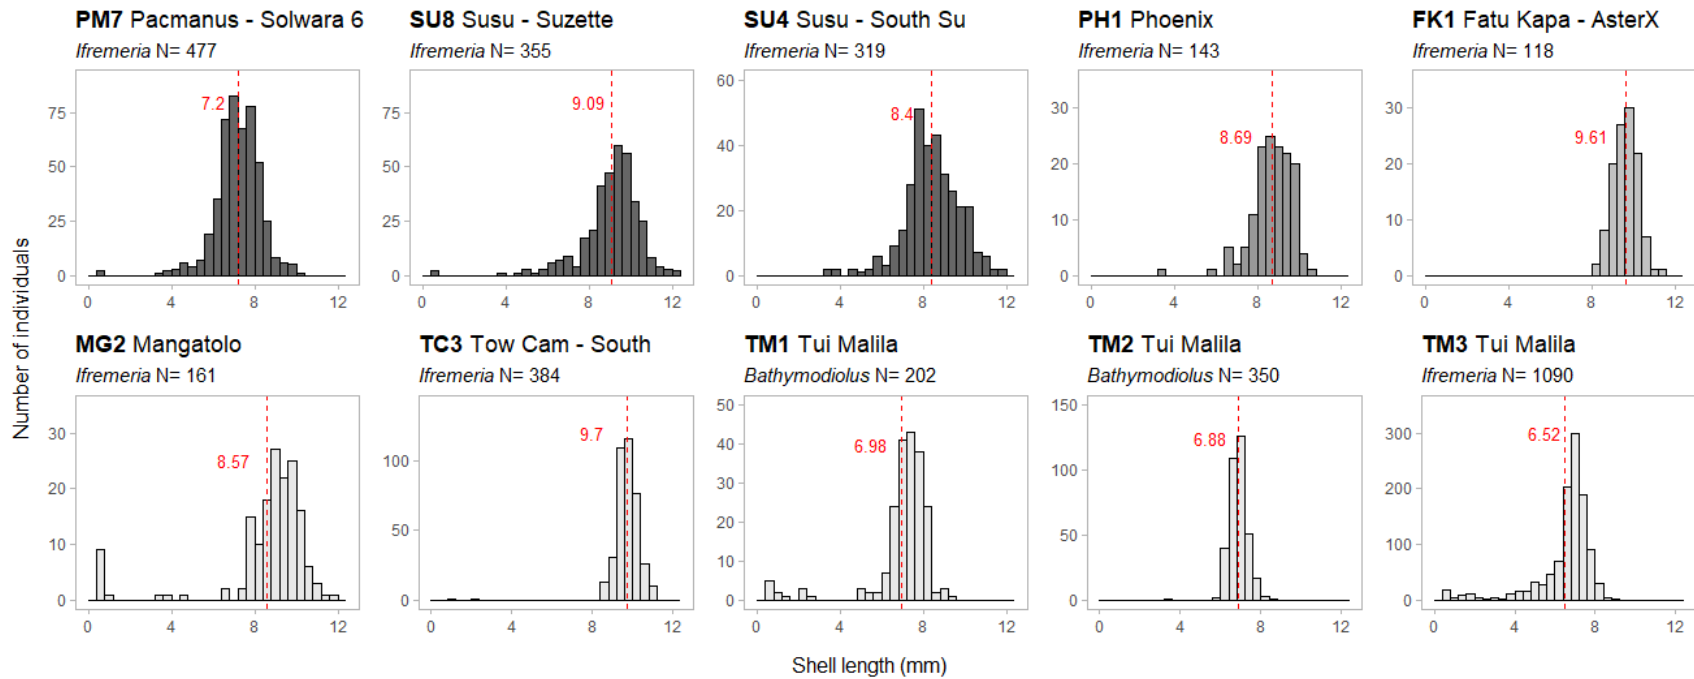 PM7 Pacmanus - Solwara 6
Ifremeria N= 477
SU8 Susu - Suzette
Ifremeria N= 355
SU4 Susu - South Su
Ifremeria N= 319
PH1 Phoenix
Ifremeria N= 143
FK1 Fatu Kapa - AsterX
Ifremeria N= 118
75
50
25
0
7.2
0 4 8 12
75
50
25
0
9.09
0 4 8 12
60
40
20
0
8.4
0 4 8 12
30
20
10
0
8.69
0 4 8 12
30
20
10
0
9.61
0 4 8 12
Number of individuals
MG2 Mangatolo
Ifremeria N= 161
TC3 Tow Cam - South
Ifremeria N= 384
TM1 Tui Malila
Bathymodiolus N= 202
TM2 Tui Malila
Bathymodiolus N= 350
TM3 Tui Malila
Ifremeria N= 1090
30
20
10
0
8.57
0 4 8 12
100
50
0
9.7
0 4 8 12
50
40
30
20
10
0
6.98
0 4 8 12
150
100
50
0
6.88
0 4 8 12
300
200
100
0
6.52
0 4 8 12
Shell length (mm)